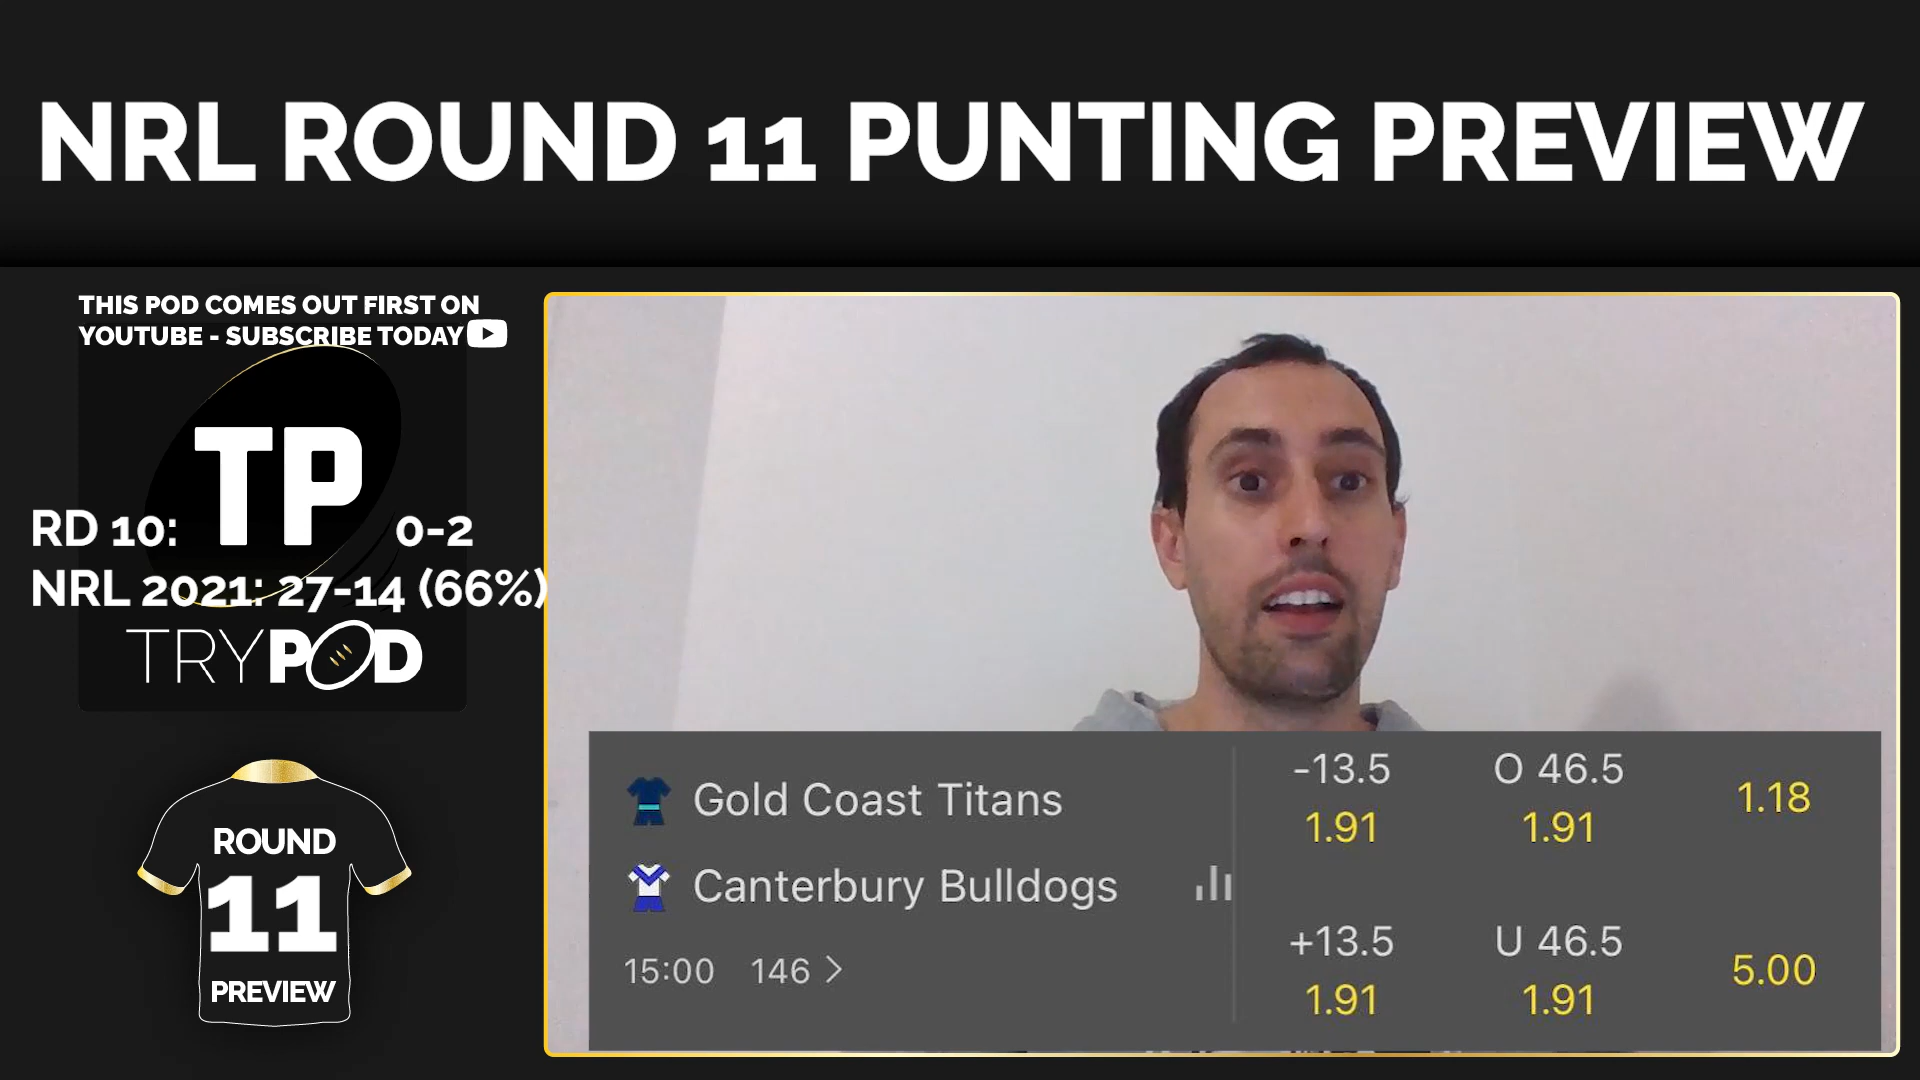 NRL ROUND 11 PUNTING PREVIEW
THIS POD COMES OUT FIRST ON
YOUTUBE - SUBSCRIBE TODAY
TP
RD 10: 0-2
NRL 2021: 27-14 (66%)
TRYPOD
ROUND
11
PREVIEW
Gold Coast Titans -13.5 O 46.5 1.18
1.91 1.91
Canterbury Bulldogs
+13.5 U 46.5 5.00
15:00 146 >
1.91 1.91